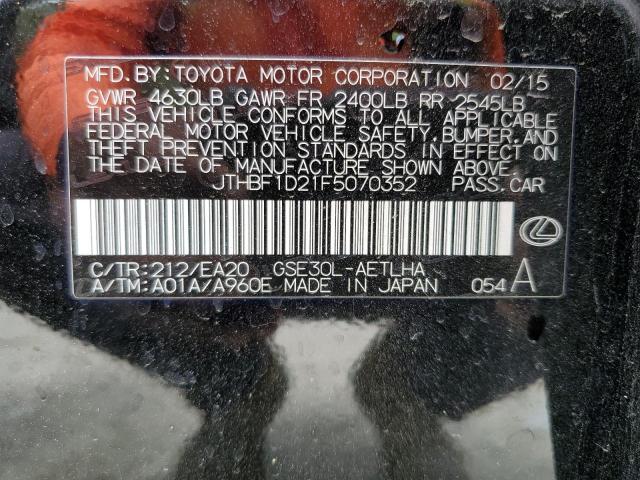 MFD.BY:TOYOTA MOTOR CORPORATION 02/15
GVWR 4630LB GAWR FR 2400LB RR 2545LB
THIS VEHICLE CONFORMS TO ALL APPLICABLE
FEDERAL MOTOR VEHICLE SAFETY, BUMPER, AND
THEFT PREVENTION STANDARDS IN EFFECT ON
THE DATE OF MANUFACTURE SHOWN ABOVE.
JTHBF1D21F5070352 PASS.CAR
C/TR:212/EA20 GSE30L-AETLHA
A/TM:A01A/A960E MADE IN JAPAN 054 A